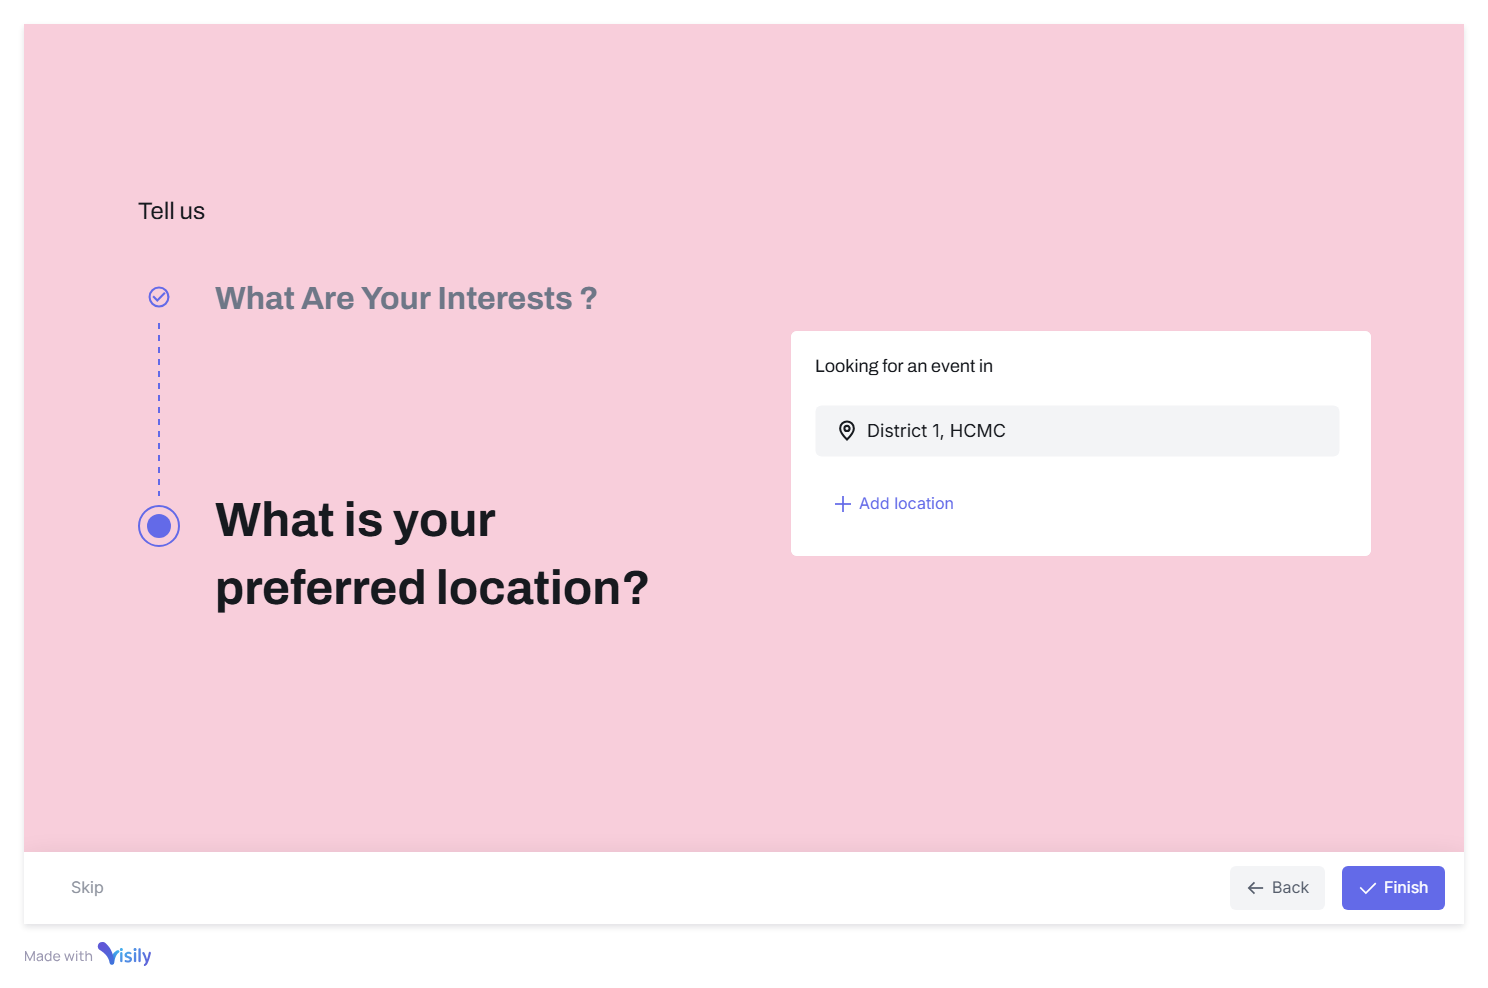 Tell us
What Are Your Interests ?
What is your
preferred location?
Looking for an event in
District 1, HCMC
Add location
Skip
Back
Finish
Made with Visily